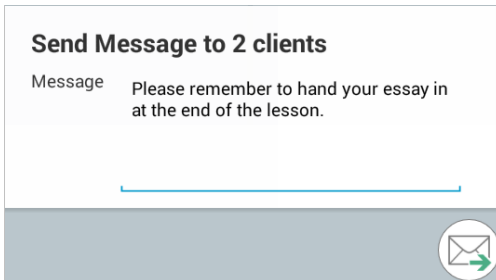 Send Message to 2 clients
Message
Please remember to hand your essay in
at the end of the lesson.